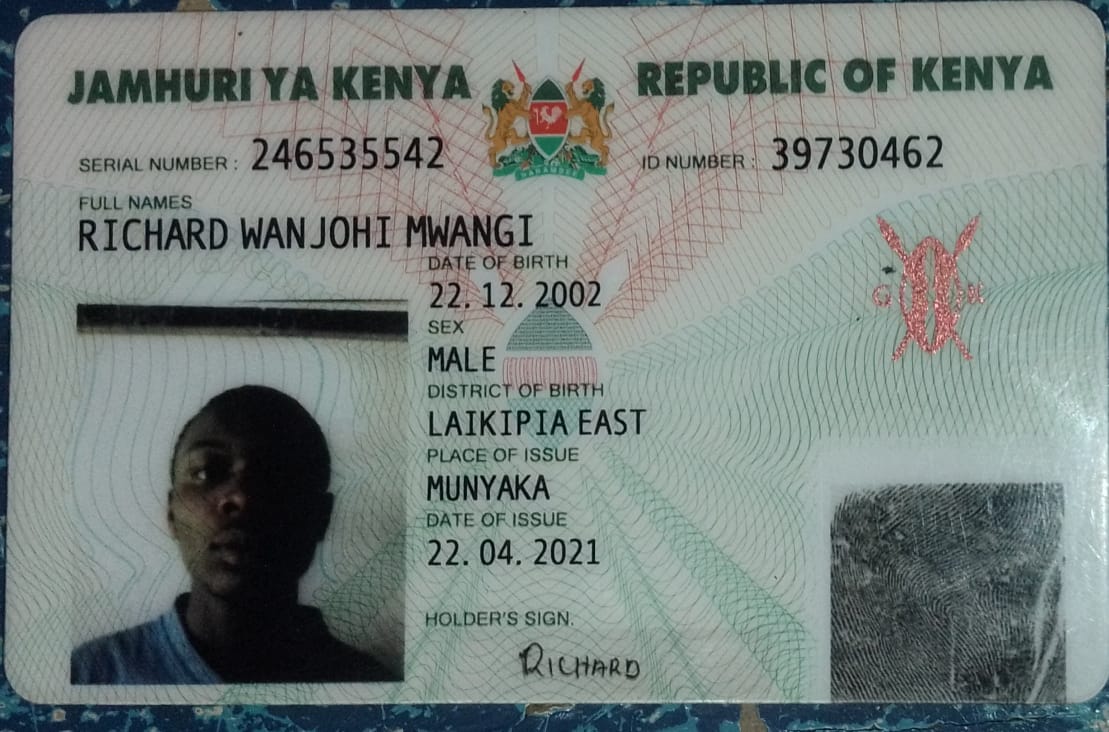 JAMHURI YA KENYA REPUBLIC OF KENYA
HARAMBEE
SERIAL NUMBER : 246535542 ID NUMBER : 39730462
FULL NAMES
RICHARD WANJOHI MWANGI
DATE OF BIRTH
22. 12. 2002
SEX
MALE
DISTRICT OF BIRTH
LAIKIPIA EAST
PLACE OF ISSUE
MUNYAKA
DATE OF ISSUE
22. 04. 2021
HOLDER'S SIGN.
RICHARD